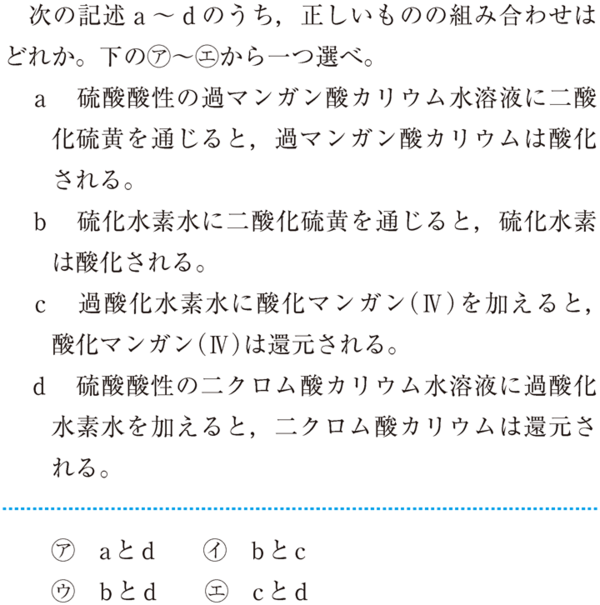 次の記述a～dのうち，正しいものの組み合わせは
どれか。下の㋐～㋓から一つ選べ。
a　硫酸酸性の過マンガン酸カリウム水溶液に二酸
化硫黄を通じると，過マンガン酸カリウムは酸化
される。
b　硫化水素水に二酸化硫黄を通じると，硫化水素
は酸化される。
c　過酸化水素水に酸化マンガン(Ⅳ)を加えると，
酸化マンガン(Ⅳ)は還元される。
d　硫酸酸性の二クロム酸カリウム水溶液に過酸化
水素水を加えると，二クロム酸カリウムは還元さ
れる。
㋐　aとd　㋑　bとc
㋒　bとd　㋓　cとd